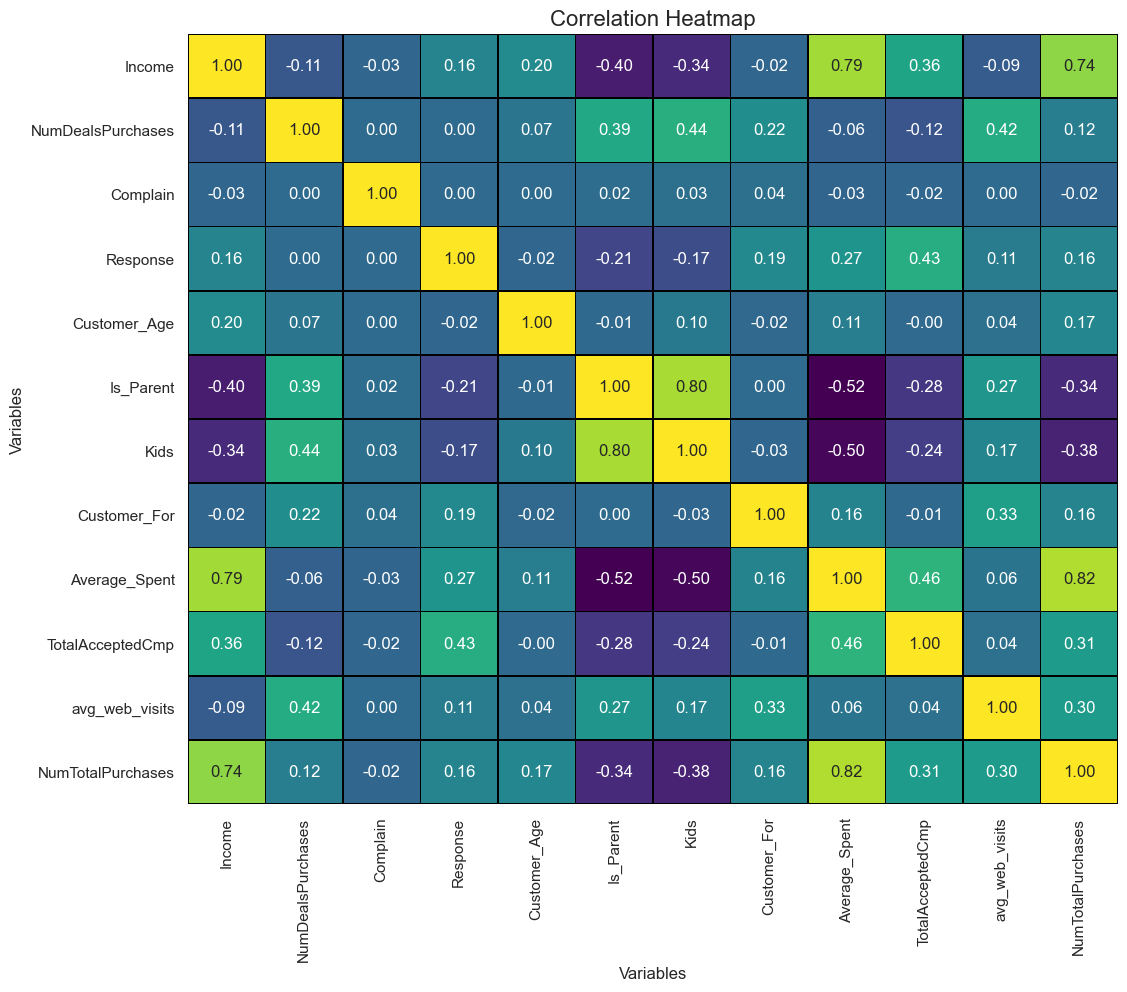 Correlation Heatmap
Income 1.00 -0.11 -0.03 0.16 0.20 -0.40 -0.34 -0.02 0.79 0.36 -0.09 0.74
NumDealsPurchases -0.11 1.00 0.00 0.00 0.07 0.39 0.44 0.22 -0.06 -0.12 0.42 0.12
Complain -0.03 0.00 1.00 0.00 0.00 0.02 0.03 0.04 -0.03 -0.02 0.00 -0.02
Response 0.16 0.00 0.00 1.00 -0.02 -0.21 -0.17 0.19 0.27 0.43 0.11 0.16
Customer_Age 0.20 0.07 0.00 -0.02 1.00 -0.01 0.10 -0.02 0.11 -0.00 0.04 0.17
Is_Parent -0.40 0.39 0.02 -0.21 -0.01 1.00 0.80 0.00 -0.52 -0.28 0.27 -0.34
Variables
Kids -0.34 0.44 0.03 -0.17 0.10 0.80 1.00 -0.03 -0.50 -0.24 0.17 -0.38
Customer_For -0.02 0.22 0.04 0.19 -0.02 0.00 -0.03 1.00 0.16 -0.01 0.33 0.16
Average_Spent 0.79 -0.06 -0.03 0.27 0.11 -0.52 -0.50 0.16 1.00 0.46 0.06 0.82
TotalAcceptedCmp 0.36 -0.12 -0.02 0.43 -0.00 -0.28 -0.24 -0.01 0.46 1.00 0.04 0.31
avg_web_visits -0.09 0.42 0.00 0.11 0.04 0.27 0.17 0.33 0.06 0.04 1.00 0.30
NumTotalPurchases 0.74 0.12 -0.02 0.16 0.17 -0.34 -0.38 0.16 0.82 0.31 0.30 1.00
Income NumDealsPurchases Complain Response Customer_Age Is_Parent Kids Customer_For Average_Spent TotalAcceptedCmp avg_web_visits NumTotalPurchases
Variables